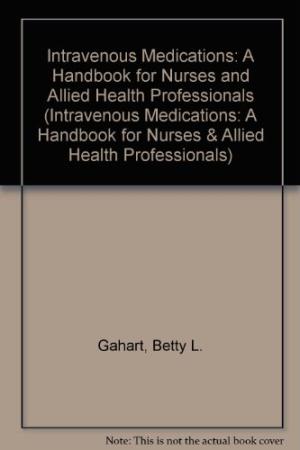 Intravenous Medications: A
Handbook for Nurses and
Allied Health Professionals
(Intravenous Medications: A
Handbook for Nurses & Allied
Health Professionals)
Gahart, Betty L.
Note: This is not the actual book cover